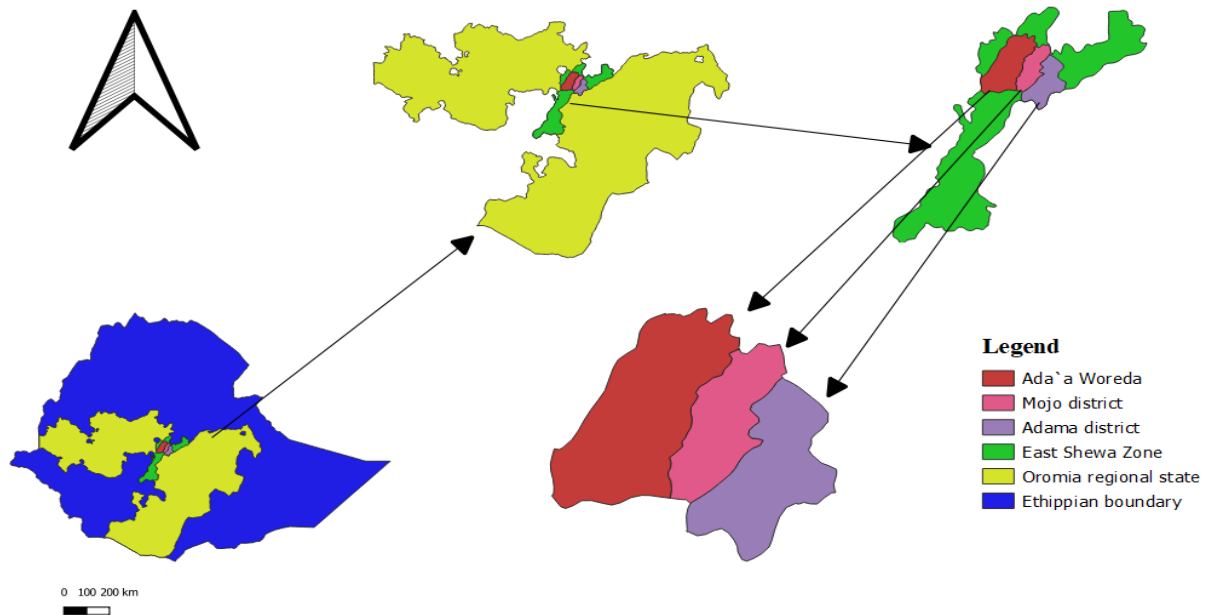 Legend
Ada`a Woreda
Mojo district
Adama district
East Shewa Zone
Oromia regional state
Ethippian boundary
0 100 200 km